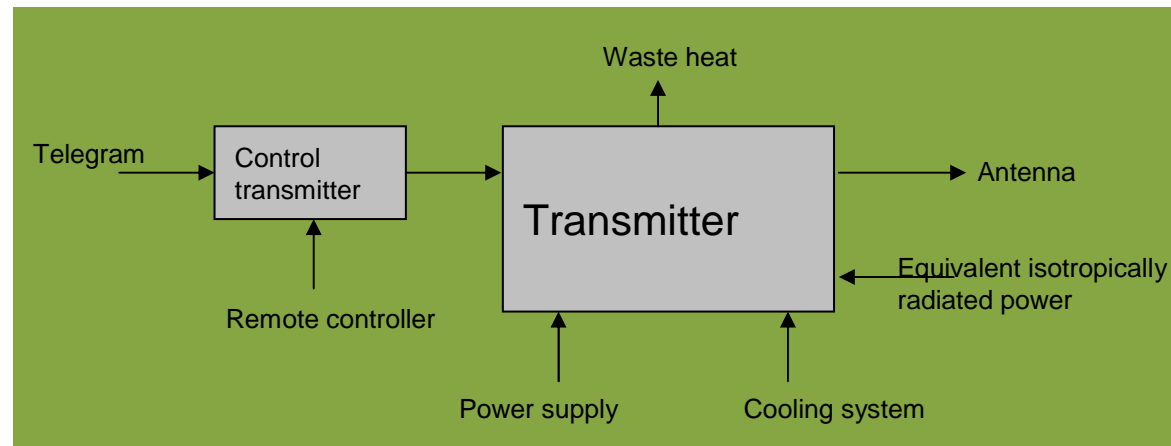 Waste heat
Telegram
Control
transmitter
Transmitter
Antenna
Equivalent isotropically
radiated power
Remote controller
Power supply
Cooling system